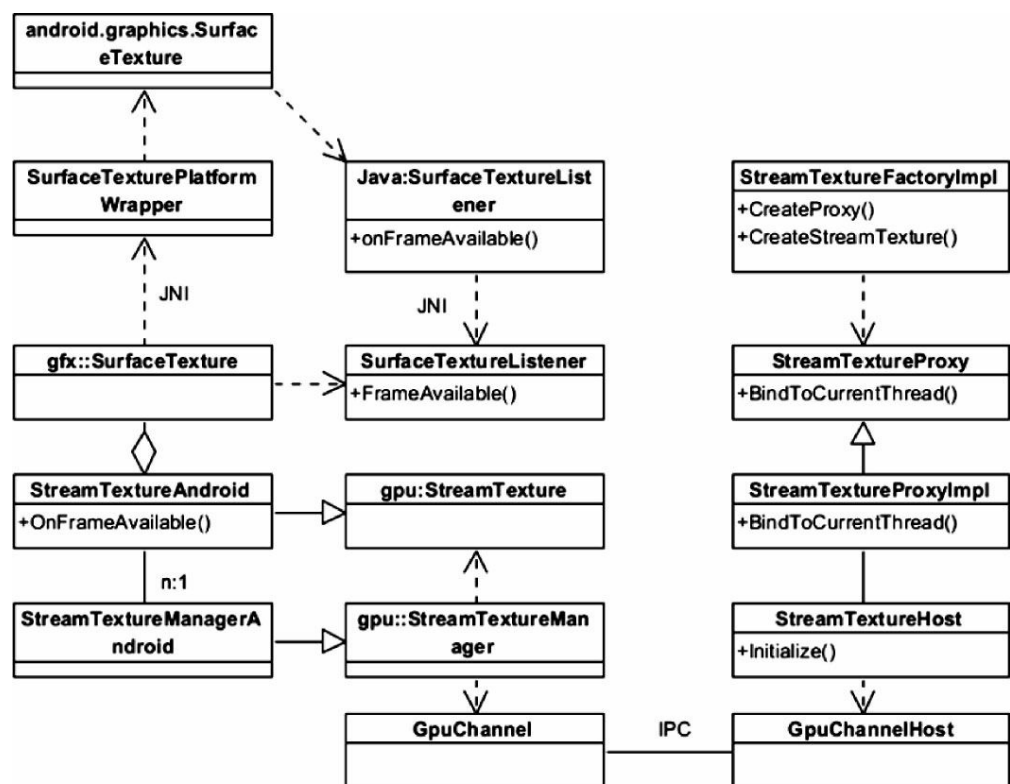 android.graphics.Surfac
eTexture
SurfaceTexturePlatform
Wrapper
Java:SurfaceTextureList
ener
+onFrameAvailable()
StreamTextureFactoryImpl
+CreateProxy()
+CreateStreamTexture()
JNI
JNI
gfx::SurfaceTexture
SurfaceTextureListener
+FrameAvailable()
StreamTextureProxy
+BindToCurrentThread()
StreamTextureAndroid
+OnFrameAvailable()
gpu:StreamTexture
StreamTextureProxyImpl
+BindToCurrentThread()
n:1
StreamTextureManagerA
ndroid
gpu::StreamTextureMan
ager
StreamTextureHost
+Initialize()
GpuChannel
IPC
GpuChannelHost